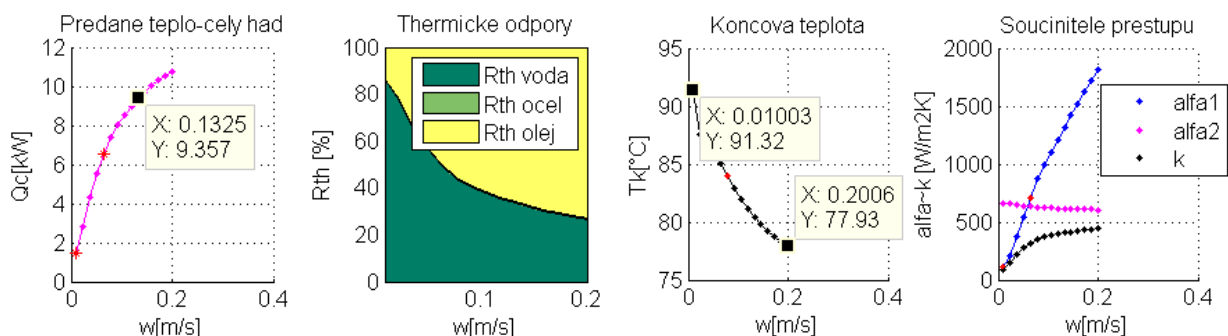 Predane teplo-cely had
Qc[kW]
12
10
8
6
4
2
0
X: 0.1325
Y: 9.357
0
0.2
0.4
w[m/s]
Thermicke odpory
Rth [%]
100
80
60
40
20
0
Rth voda
Rth ocel
Rth olej
0.1
0.2
w[m/s]
Koncova teplota
Tk[°C]
95
90
85
80
75
X: 0.01003
Y: 91.32
X: 0.2006
Y: 77.93
0
0.2
0.4
w[m/s]
Soucinitele prestupu
alfa~k [W/m2K]
2000
1500
1000
500
0
alfa1
alfa2
k
0
0.2
0.4
w[m/s]